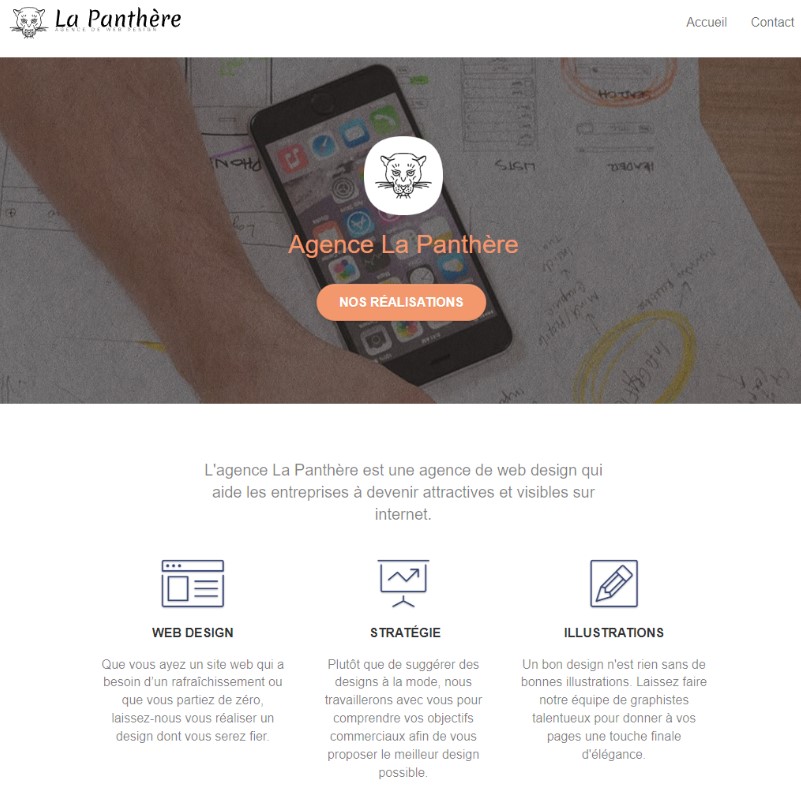 La Panthère
AGENCE DE WEB DESIGN
Accueil
Contact
SEARCH
PHON
LISTS
HEADER
Agence La Panthère
NOS RÉALISATIONS
L'agence La Panthère est une agence de web design qui
aide les entreprises à devenir attractives et visibles sur
internet.
WEB DESIGN
Que vous ayez un site web qui a
besoin d'un rafraîchissement ou
que vous partiez de zéro,
laissez-nous vous réaliser un
design dont vous serez fier.
STRATÉGIE
Plutôt que de suggérer des
designs à la mode, nous
travaillerons avec vous pour
comprendre vos objectifs
commerciaux afin de vous
proposer le meilleur design
possible.
ILLUSTRATIONS
Un bon design n'est rien sans de
bonnes illustrations. Laissez faire
notre équipe de graphistes
talentueux pour donner à vos
pages une touche finale
d'élégance.